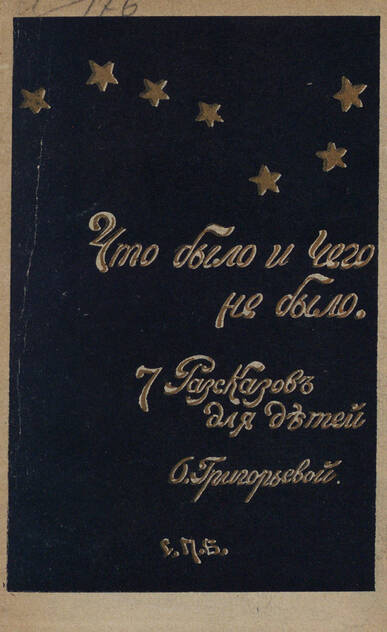 Что было и чего
не было.
7 Разсказовъ
для дѣтей
О. Григорьевой.
С.П.Б.